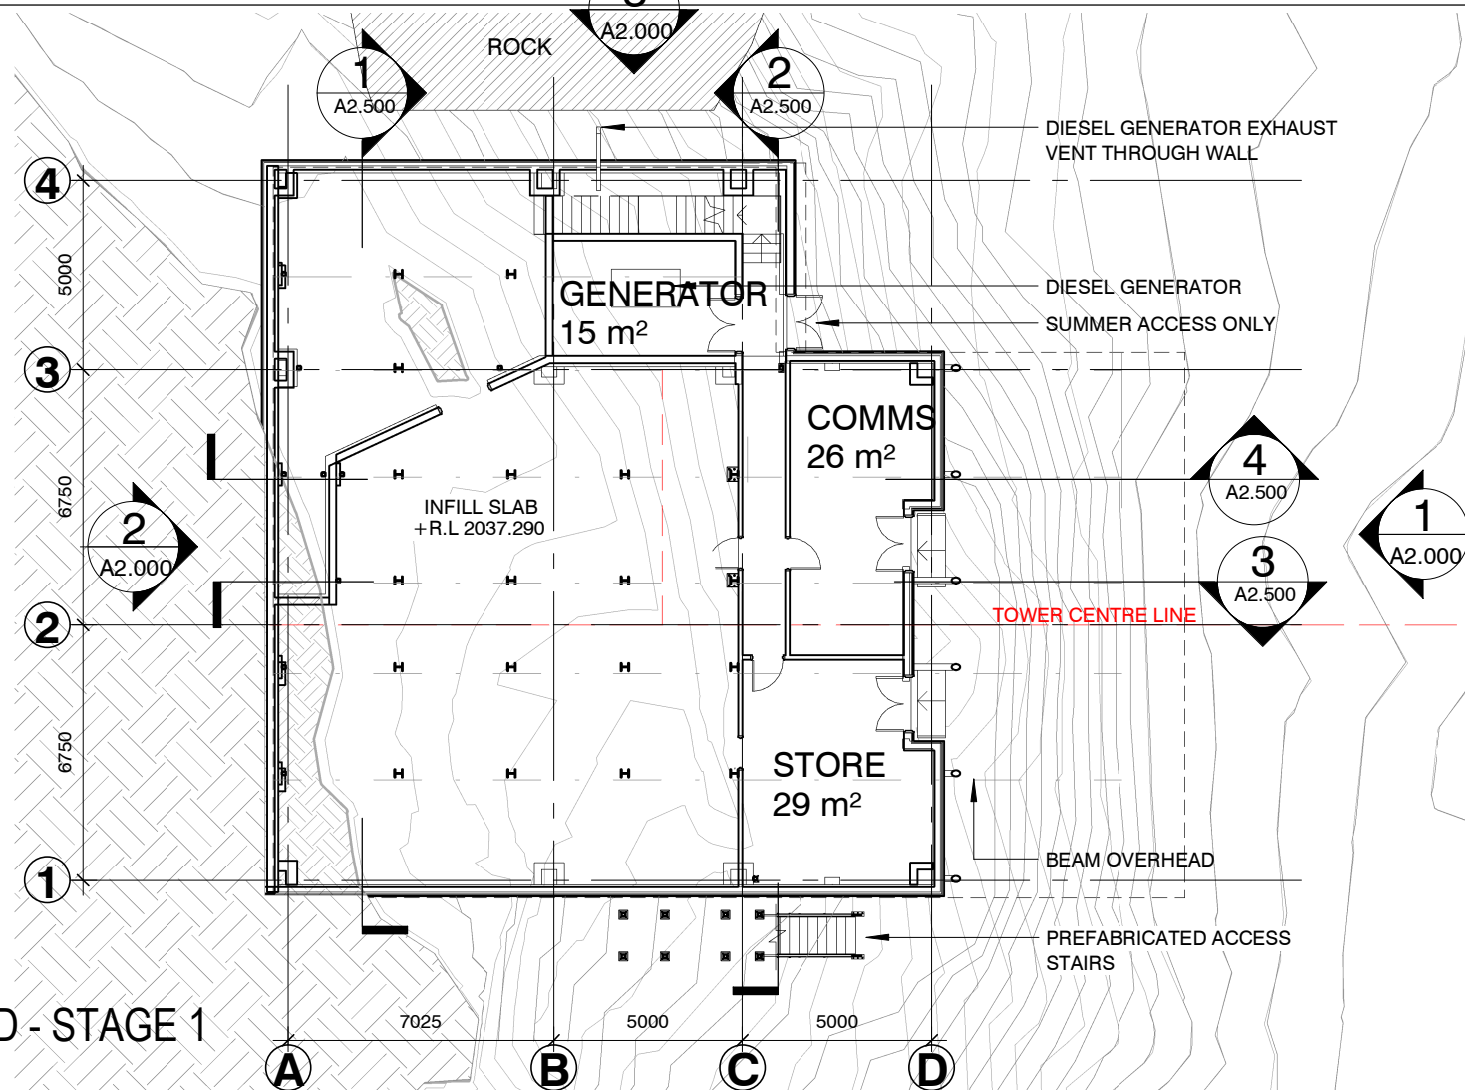 A2.000
ROCK
1
A2.500
2
A2.500
DIESEL GENERATOR EXHAUST
VENT THROUGH WALL
4
5000
GENERATOR
15 m²
DIESEL GENERATOR
SUMMER ACCESS ONLY
3
COMMS
26 m²
4
A2.500
6750
INFILL SLAB
+R.L 2037.290
2
A2.000
1
A2.000
3
A2.500
2
TOWER CENTRE LINE
6750
STORE
29 m²
1
BEAM OVERHEAD
PREFABRICATED ACCESS
STAIRS
D - STAGE 1
7025
5000
5000
A
B
C
D